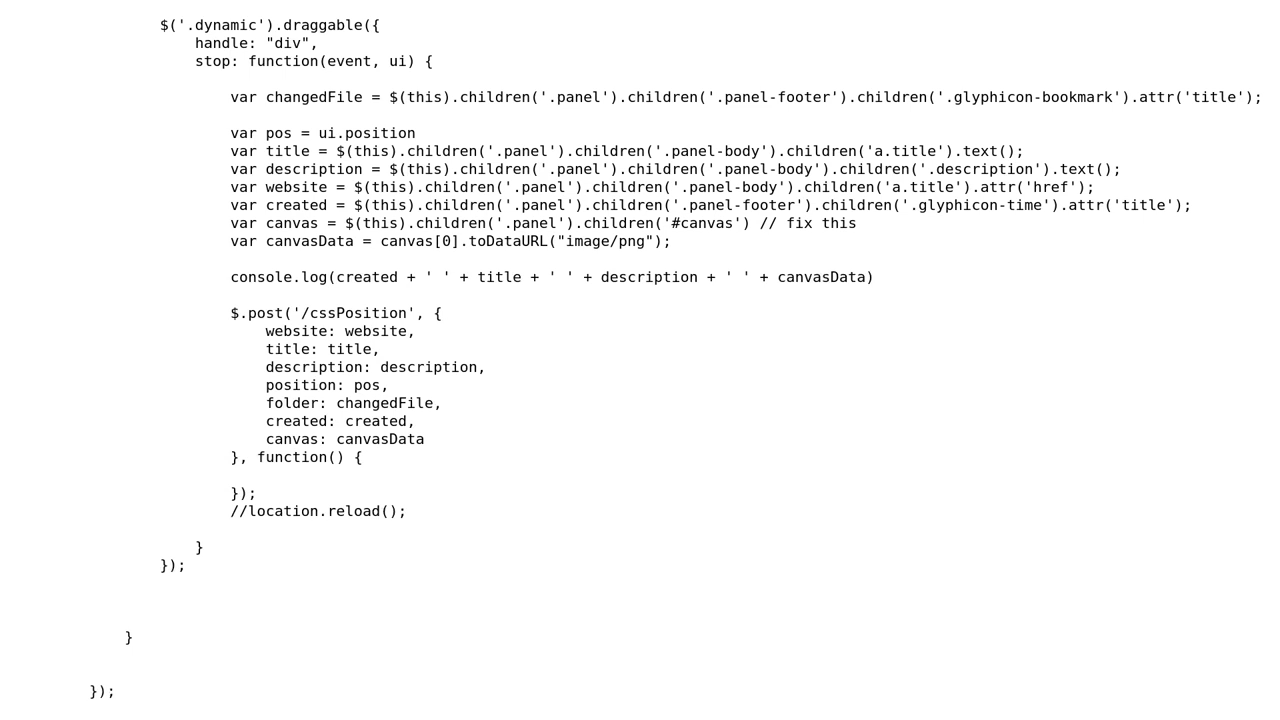 $('.dynamic').draggable({
handle: "div",
stop: function(event, ui) {
var changedFile = $(this).children('.panel').children('.panel-footer').children('.glyphicon-bookmark').attr('title');
var pos = ui.position
var title = $(this).children('.panel').children('.panel-body').children('a.title').text();
var description = $(this).children('.panel').children('.panel-body').children('.description').text();
var website = $(this).children('.panel').children('.panel-body').children('a.title').attr('href');
var created = $(this).children('.panel').children('.panel-footer').children('.glyphicon-time').attr('title');
var canvas = $(this).children('.panel').children('#canvas') // fix this
var canvasData = canvas[0].toDataURL("image/png");
console.log(created + ' ' + title + ' ' + description + ' ' + canvasData)
$.post('/cssPosition', {
website: website,
title: title,
description: description,
position: pos,
folder: changedFile,
created: created,
canvas: canvasData
}, function() {
});
//location.reload();
}
});
}
});